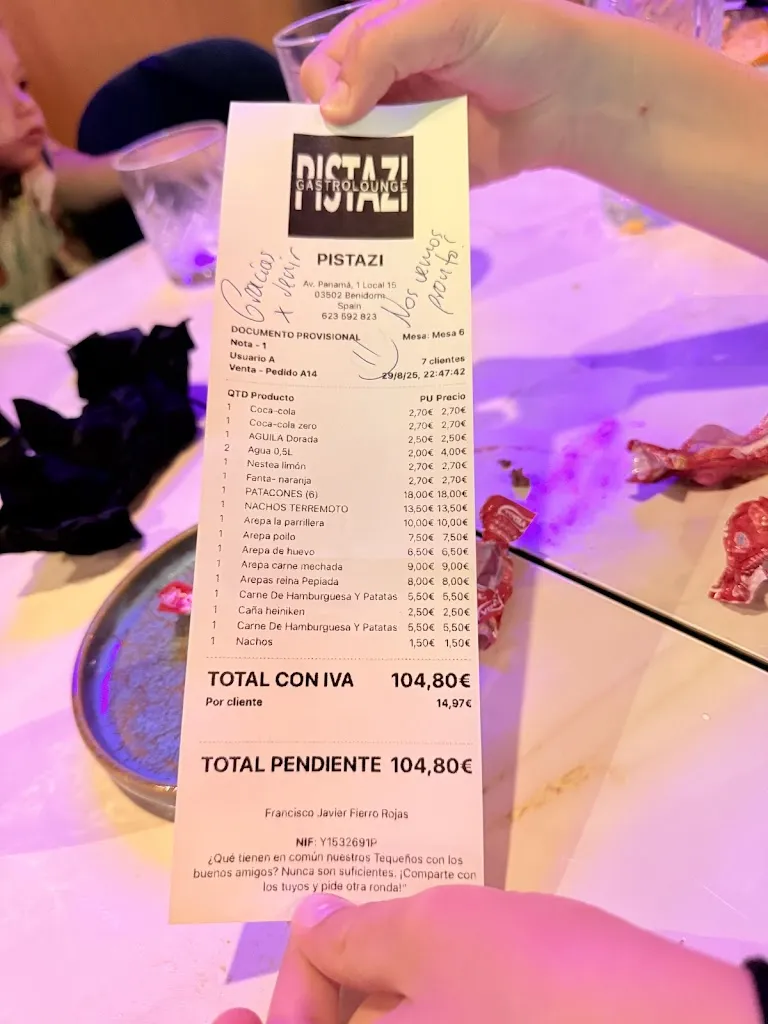 PISTAZI
GASTROLOUNGE
PISTAZI
Gracias
x venir
Nos vemos
pronto!
Av. Panamá, 1 Local 15
03502 Benidorm
Spain
623 692 823
DOCUMENTO PROVISIONAL Mesa: Mesa 6
Nota - 1
Usuario A 7 clientes
Venta - Pedido A14 29/8/25, 22:47:42
QTD Producto PU Precio
1 Coca-cola 2,70€ 2,70€
1 Coca-cola zero 2,70€ 2,70€
1 AGUILA Dorada 2,50€ 2,50€
2 Agua 0,5L 2,00€ 4,00€
1 Nestea limón 2,70€ 2,70€
1 Fanta- naranja 2,70€ 2,70€
1 PATACONES (6) 18,00€ 18,00€
1 NACHOS TERREMOTO 13,50€ 13,50€
1 Arepa la parrillera 10,00€ 10,00€
1 Arepa pollo 7,50€ 7,50€
1 Arepa de huevo 6,50€ 6,50€
1 Arepa carne mechada 9,00€ 9,00€
1 Arepas reina Pepiada 8,00€ 8,00€
1 Carne De Hamburguesa Y Patatas 5,50€ 5,50€
1 Caña heiniken 2,50€ 2,50€
1 Carne De Hamburguesa Y Patatas 5,50€ 5,50€
1 Nachos 1,50€ 1,50€
TOTAL CON IVA 104,80€
Por cliente 14,97€
TOTAL PENDIENTE 104,80€
Francisco Javier Fierro Rojas
NIF: Y1532691P
¿Qué tienen en común nuestros Tequeños con los
buenos amigos? Nunca son suficientes. ¡Comparte con
los tuyos y pide otra ronda!"